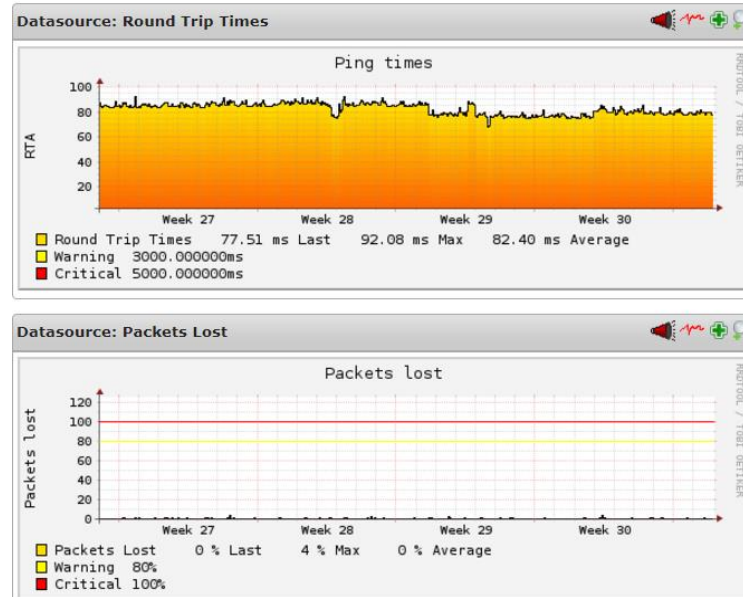 Datasource: Round Trip Times
Ping times
RRDTOOL / TOBI OETIKER
RTA
100
80
60
40
20
Week 27 Week 28 Week 29 Week 30
Round Trip Times 77.51 ms Last 92.08 ms Max 82.40 ms Average
Warning 3000.000000ms
Critical 5000.000000ms
Datasource: Packets Lost
Packets lost
RRDTOOL / TOBI OETIKER
Packets lost
120
100
80
60
40
20
0
Week 27 Week 28 Week 29 Week 30
Packets Lost 0 % Last 4 % Max 0 % Average
Warning 80%
Critical 100%